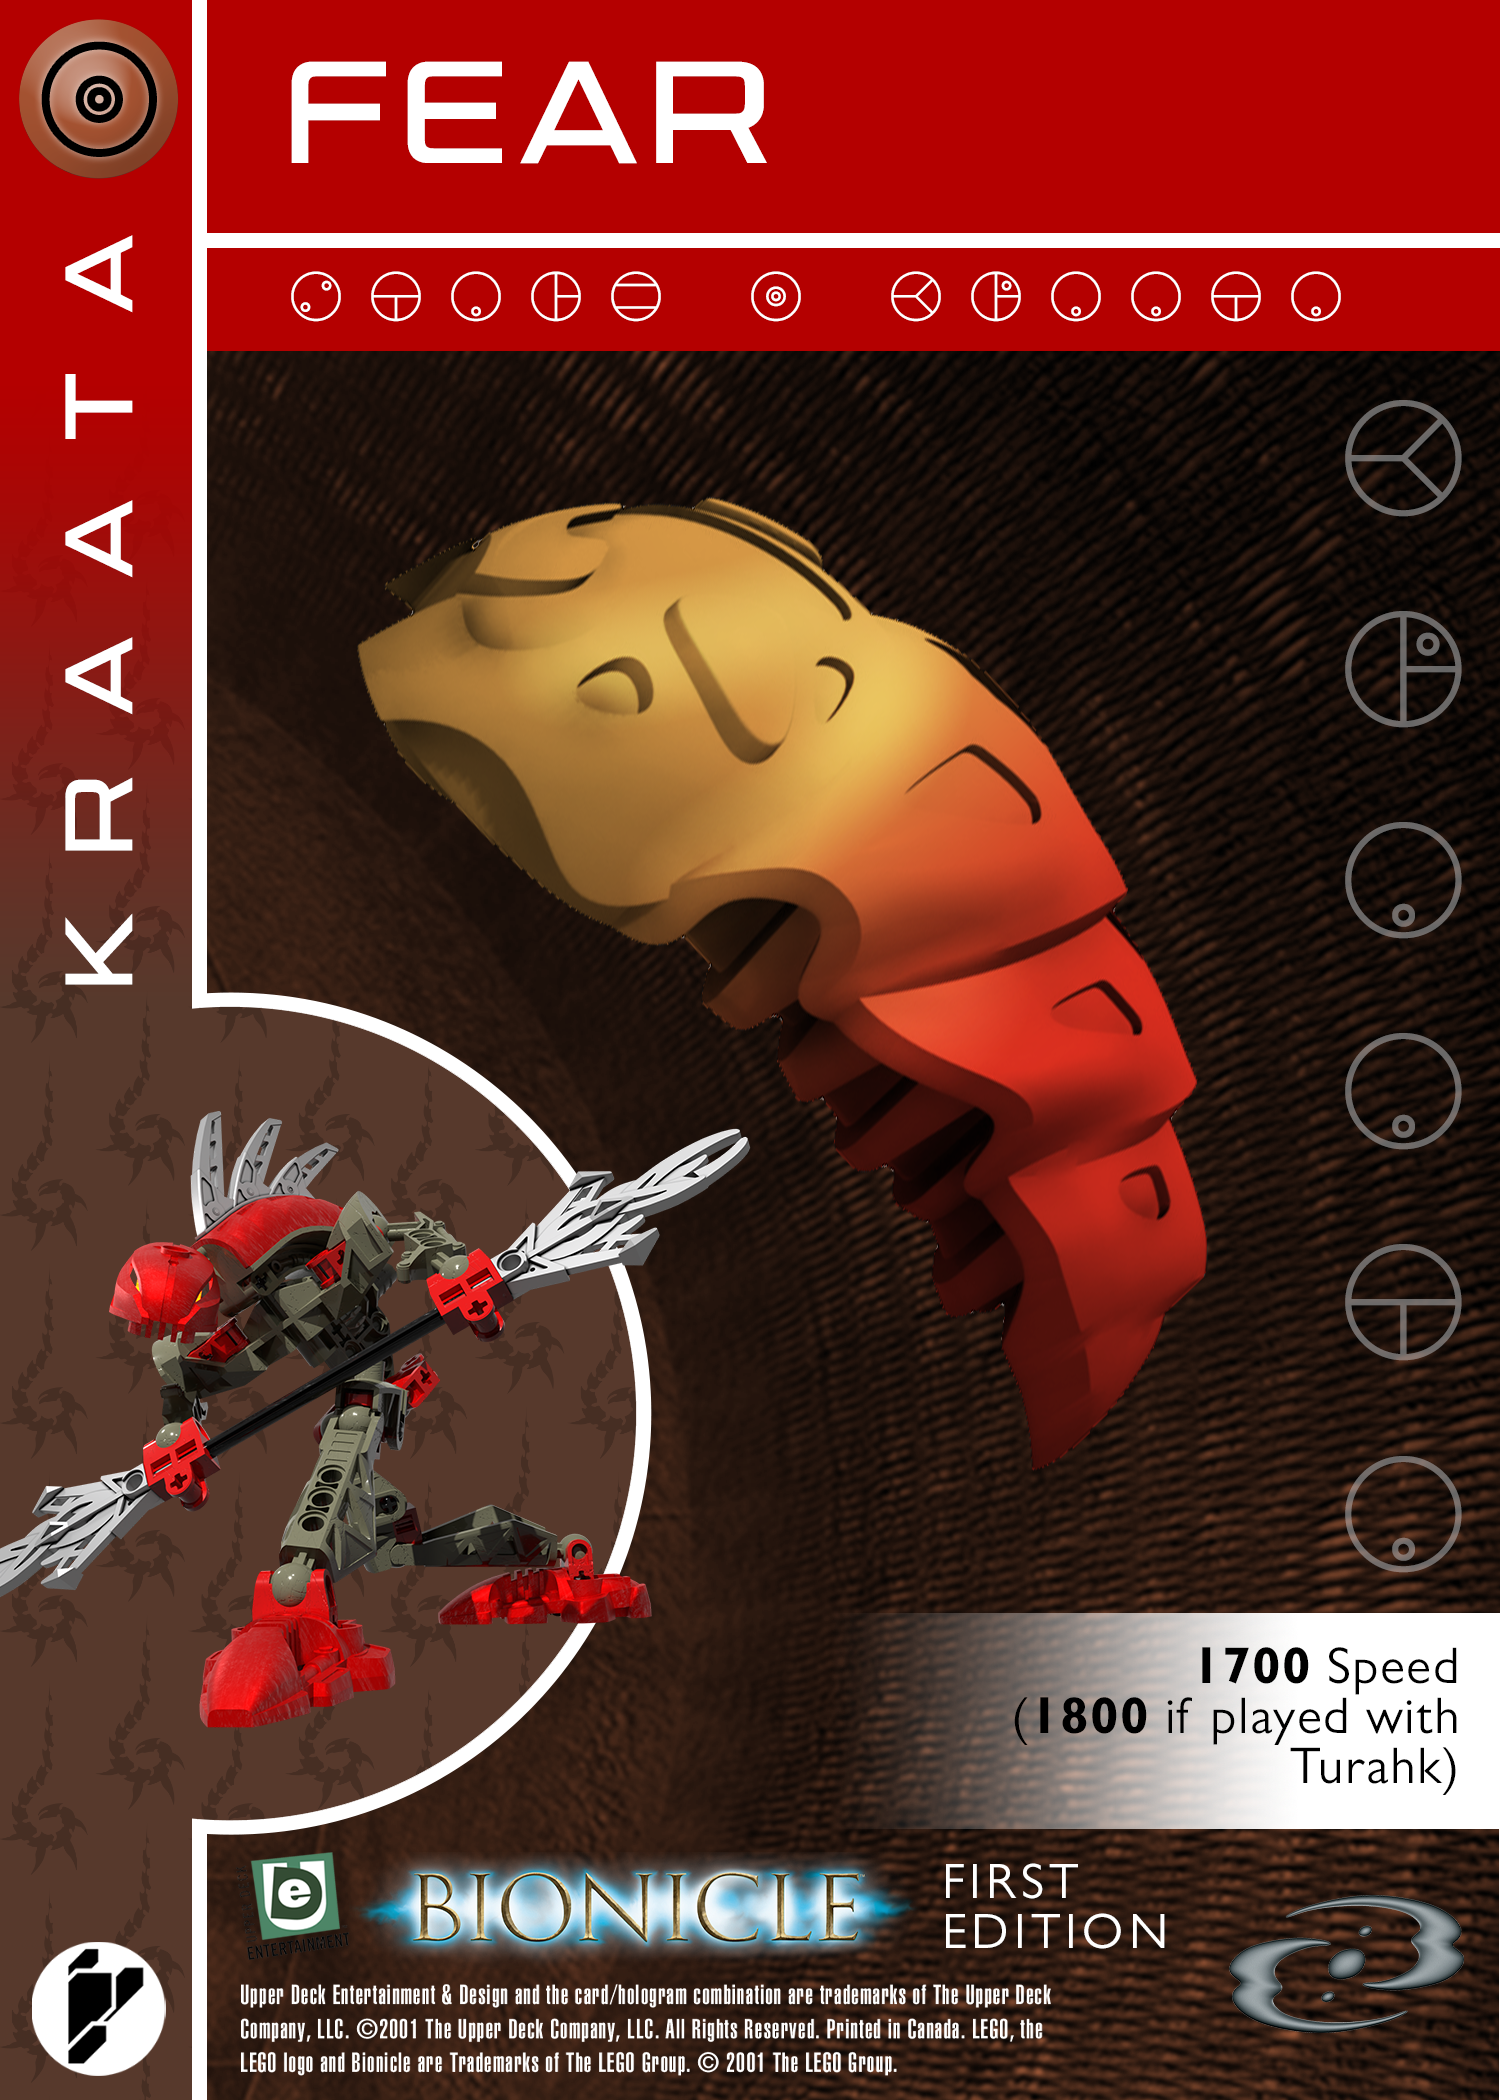 FEAR
KRAATA
1700 Speed
(1800 if played with
Turahk)
e
ENTERTAINMENT
BIONICLE
FIRST
EDITION
Upper Deck Entertainment & Design and the card/hologram combination are trademarks of The Upper Deck
Company, LLC. ©2001 The Upper Deck Company, LLC. All Rights Reserved. Printed in Canada. LEGO, the
LEGO logo and Bionicle are Trademarks of The LEGO Group. © 2001 The LEGO Group.